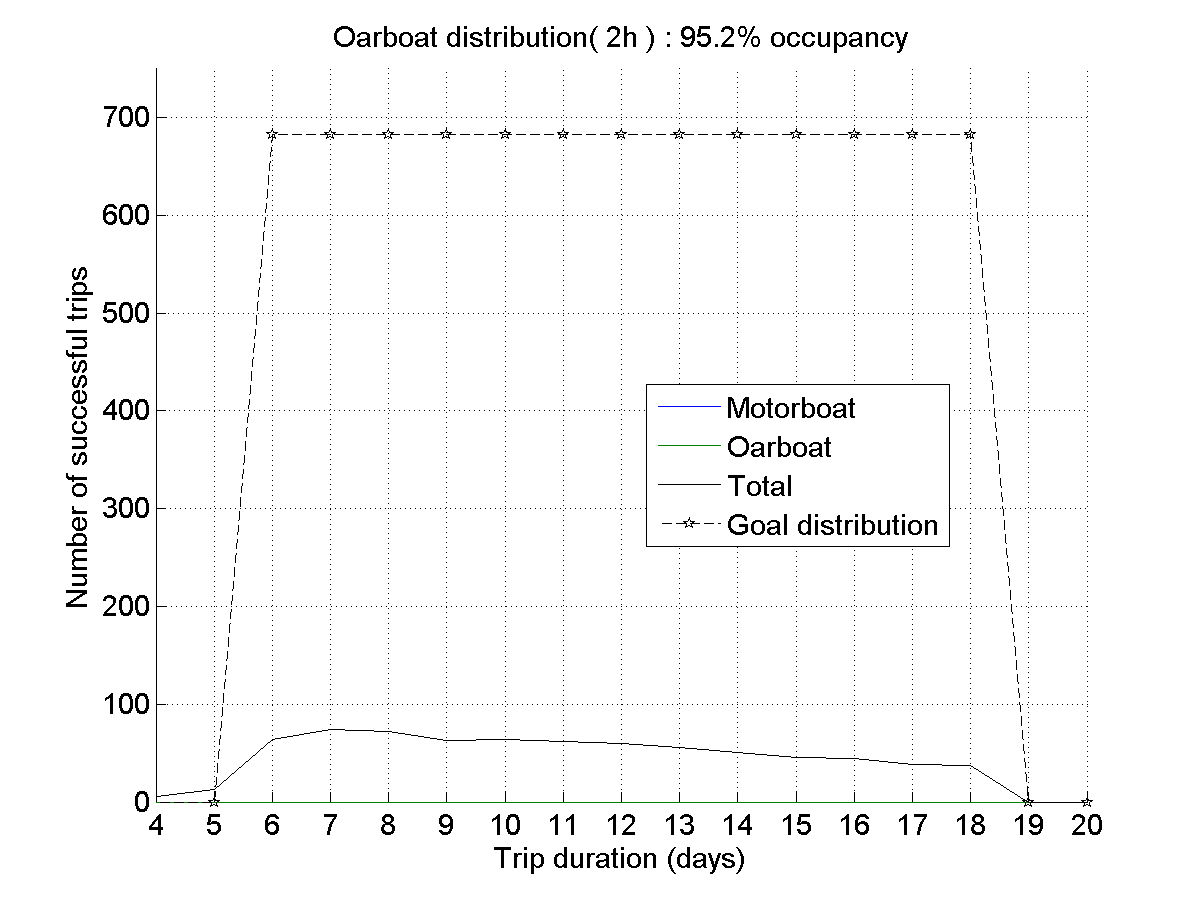 Oarboat distribution( 2h ) : 95.2% occupancy
Number of successful trips
700
600
500
400
300
200
100
0
Motorboat
Oarboat
Total
Goal distribution
4 5 6 7 8 9 10 11 12 13 14 15 16 17 18 19 20
Trip duration (days)